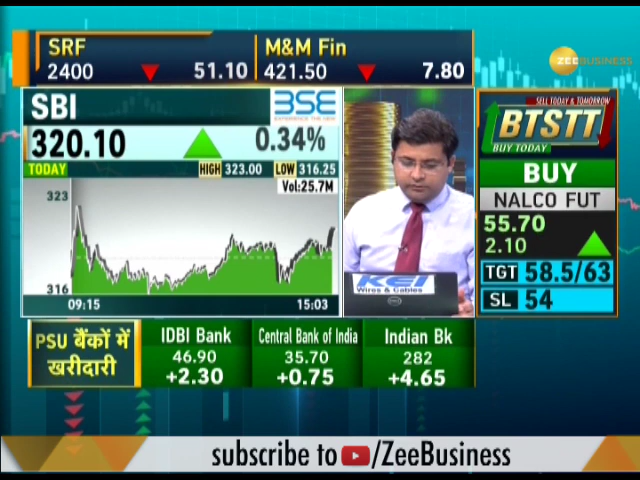 SRF
2400 51.10
M&M Fin
421.50 7.80
ZEEBUSINESS
SBI
320.10 0.34%
BSE
EXPERIENCE THE NEW
TODAY HIGH 323.00 LOW 316.25
Vol:25.7M
323
316
09:15 15:03
KEI
Wires & Cables
SELL TODAY & TOMORROW
BTSTT
BUY TODAY
BUY
NALCO FUT
55.70
2.10
TGT 58.5/63
SL 54
PSU बैंकों में
खरीदारी
IDBI Bank
46.90
+2.30
Central Bank of India
35.70
+0.75
Indian Bk
282
+4.65
subscribe to /ZeeBusiness